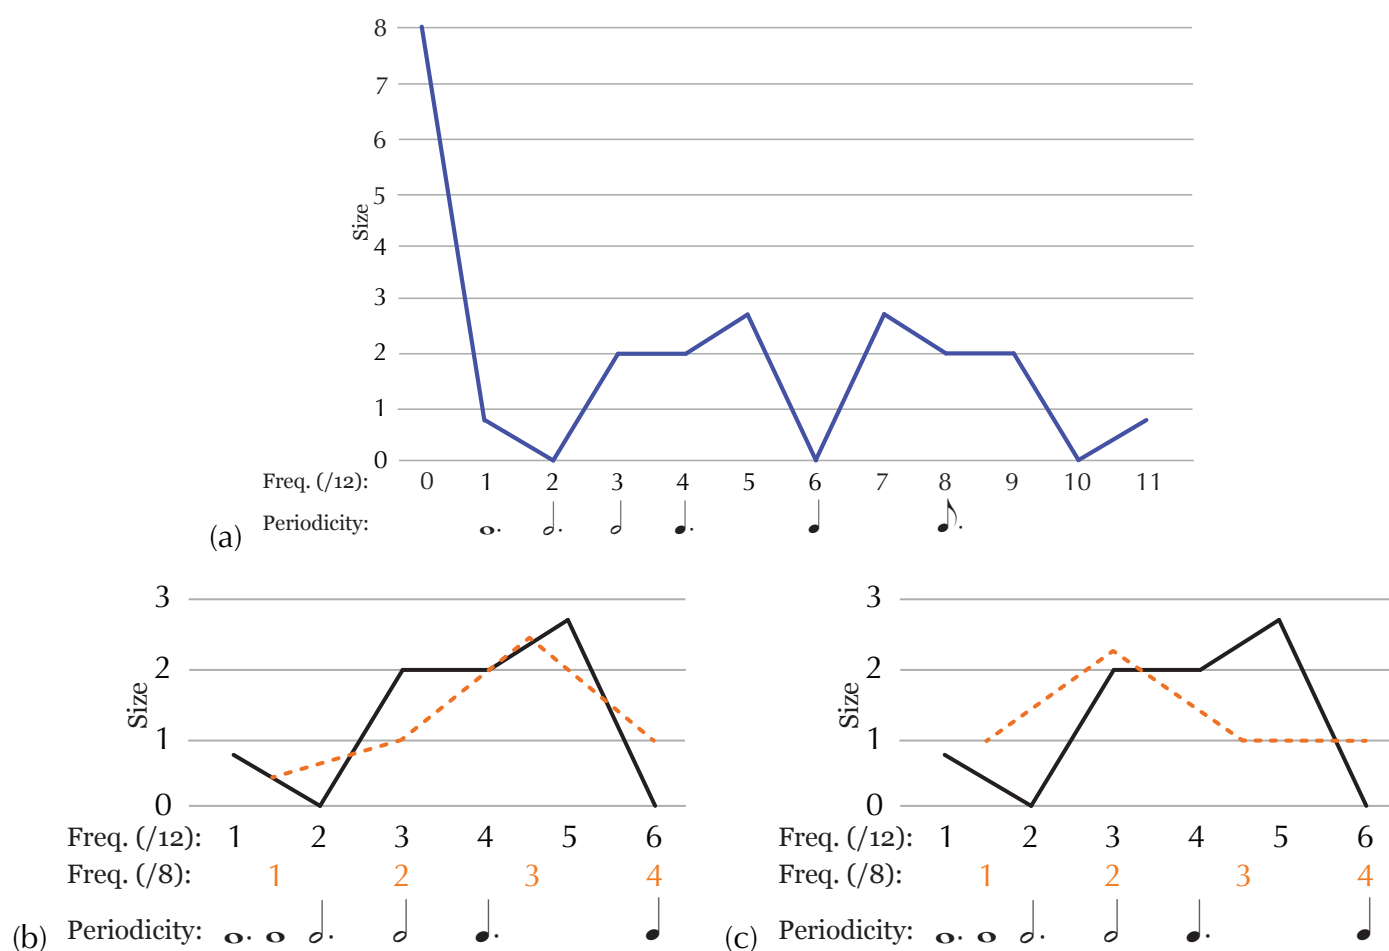 8
7
6
5
4
3
2
1
0
Size
Freq. (/12): 0 1 2 3 4 5 6 7 8 9 10 11
(a) Periodicity:
3
2
1
0
Size
Freq. (/12): 1 2 3 4 5 6
Freq. (/8): 1 2 3 4
(b) Periodicity:
3
2
1
0
Size
Freq. (/12): 1 2 3 4 5 6
Freq. (/8): 1 2 3 4
(c) Periodicity: